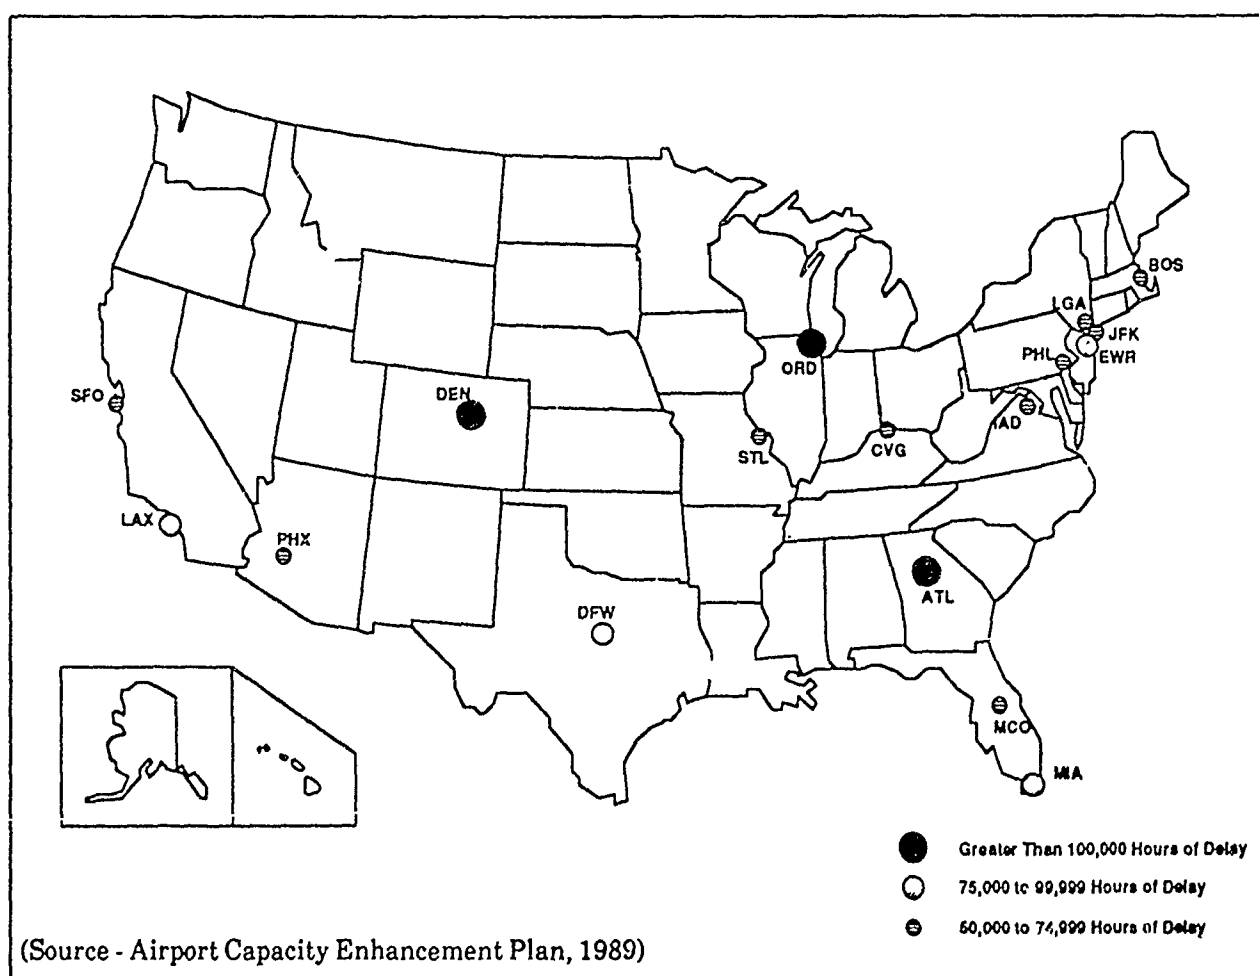 BOS
LGA
JFK
ORD
PHL
EWR
SFO
DEN
IAD
STL
CVG
LAX
PHX
ATL
DFW
MCO
MIA
Greater Than 100,000 Hours of Delay
75,000 to 99,999 Hours of Delay
50,000 to 74,999 Hours of Delay
(Source - Airport Capacity Enhancement Plan, 1989)